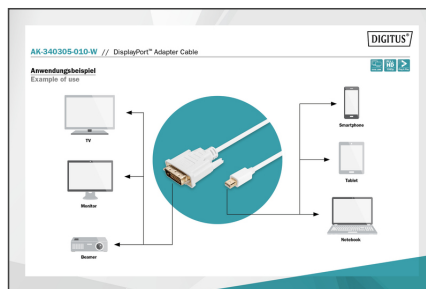 DIGITUS®
AK-340305-010-W // DisplayPort™ Adapter Cable
Anwendungsbeispiel
Example of use
TV
Monitor
Beamer
Smartphone
Tablet
Notebook